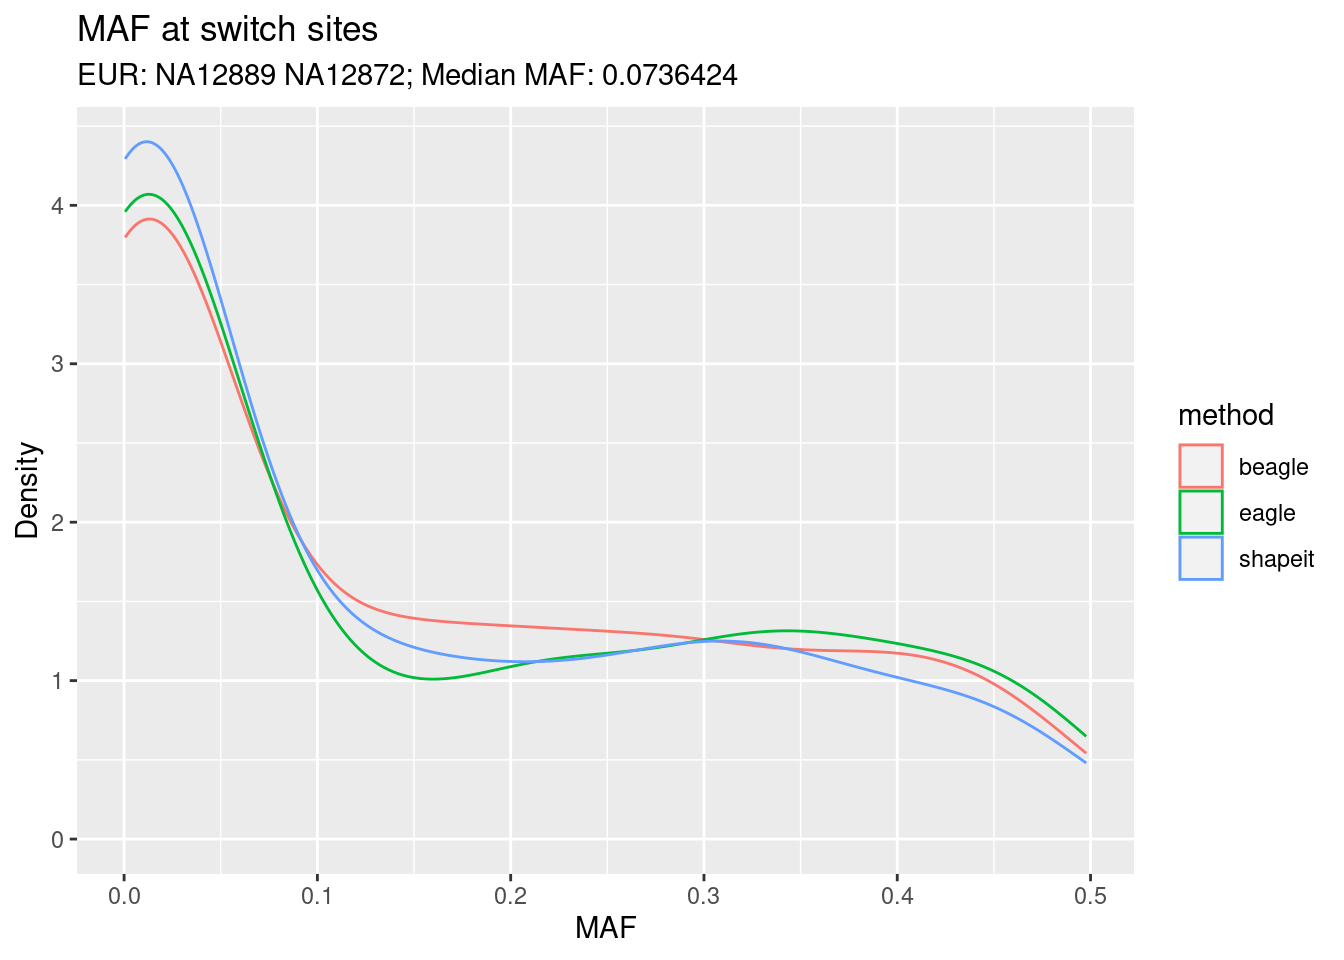 MAF at switch sites
EUR: NA12889 NA12872; Median MAF: 0.0736424
Density
4
3
2
1
0
0.0 0.1 0.2 0.3 0.4 0.5
MAF
method
beagle
eagle
shapeit